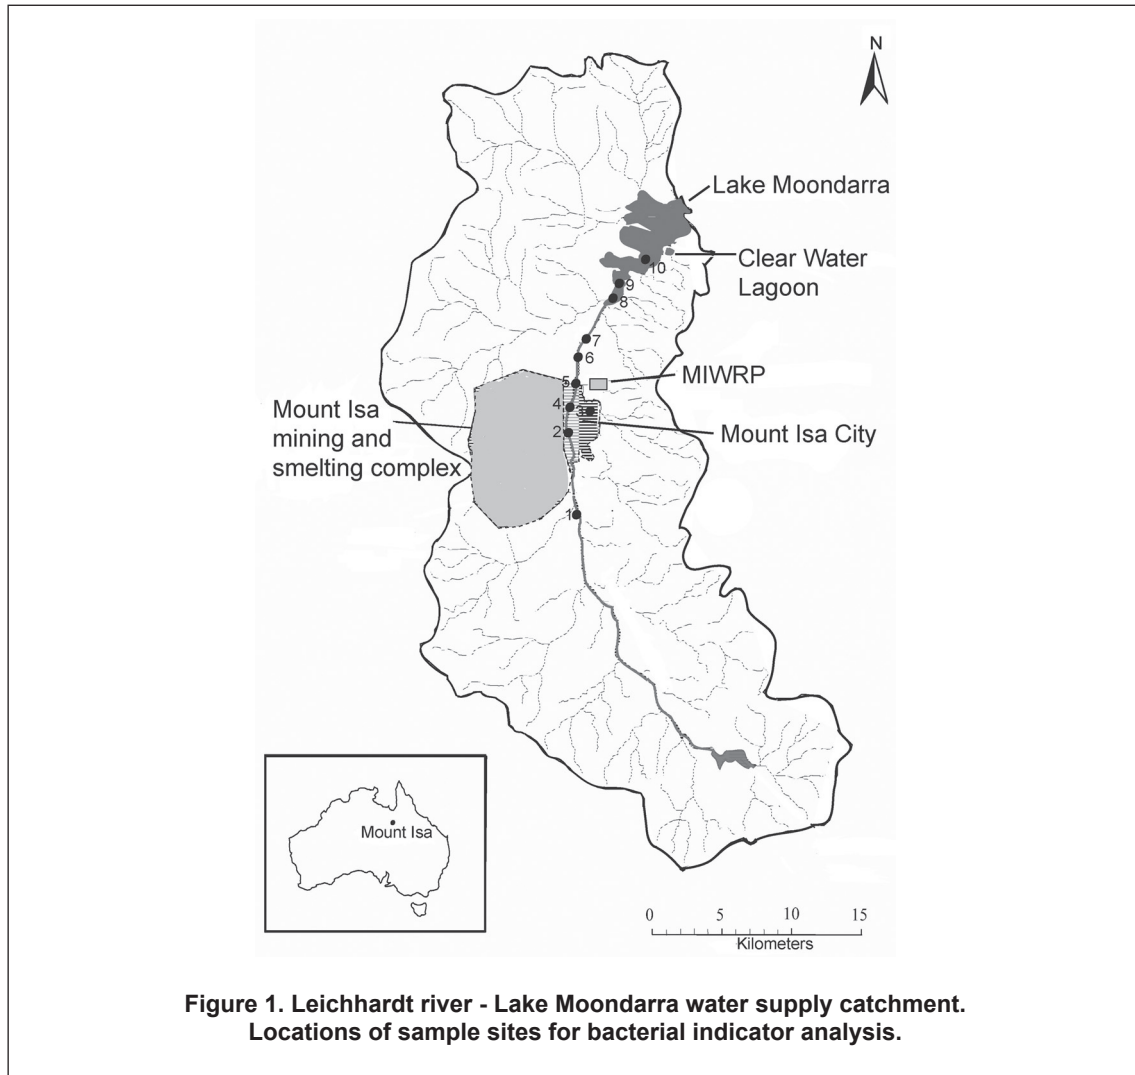 N
Lake Moondarra
Clear Water
Lagoon
10
9
8
7
6
5
MIWRP
4
3
Mount Isa
mining and
smelting complex
2
Mount Isa City
1
Mount Isa
0 5 10 15
Kilometers
Figure 1. Leichhardt river - Lake Moondarra water supply catchment.
Locations of sample sites for bacterial indicator analysis.